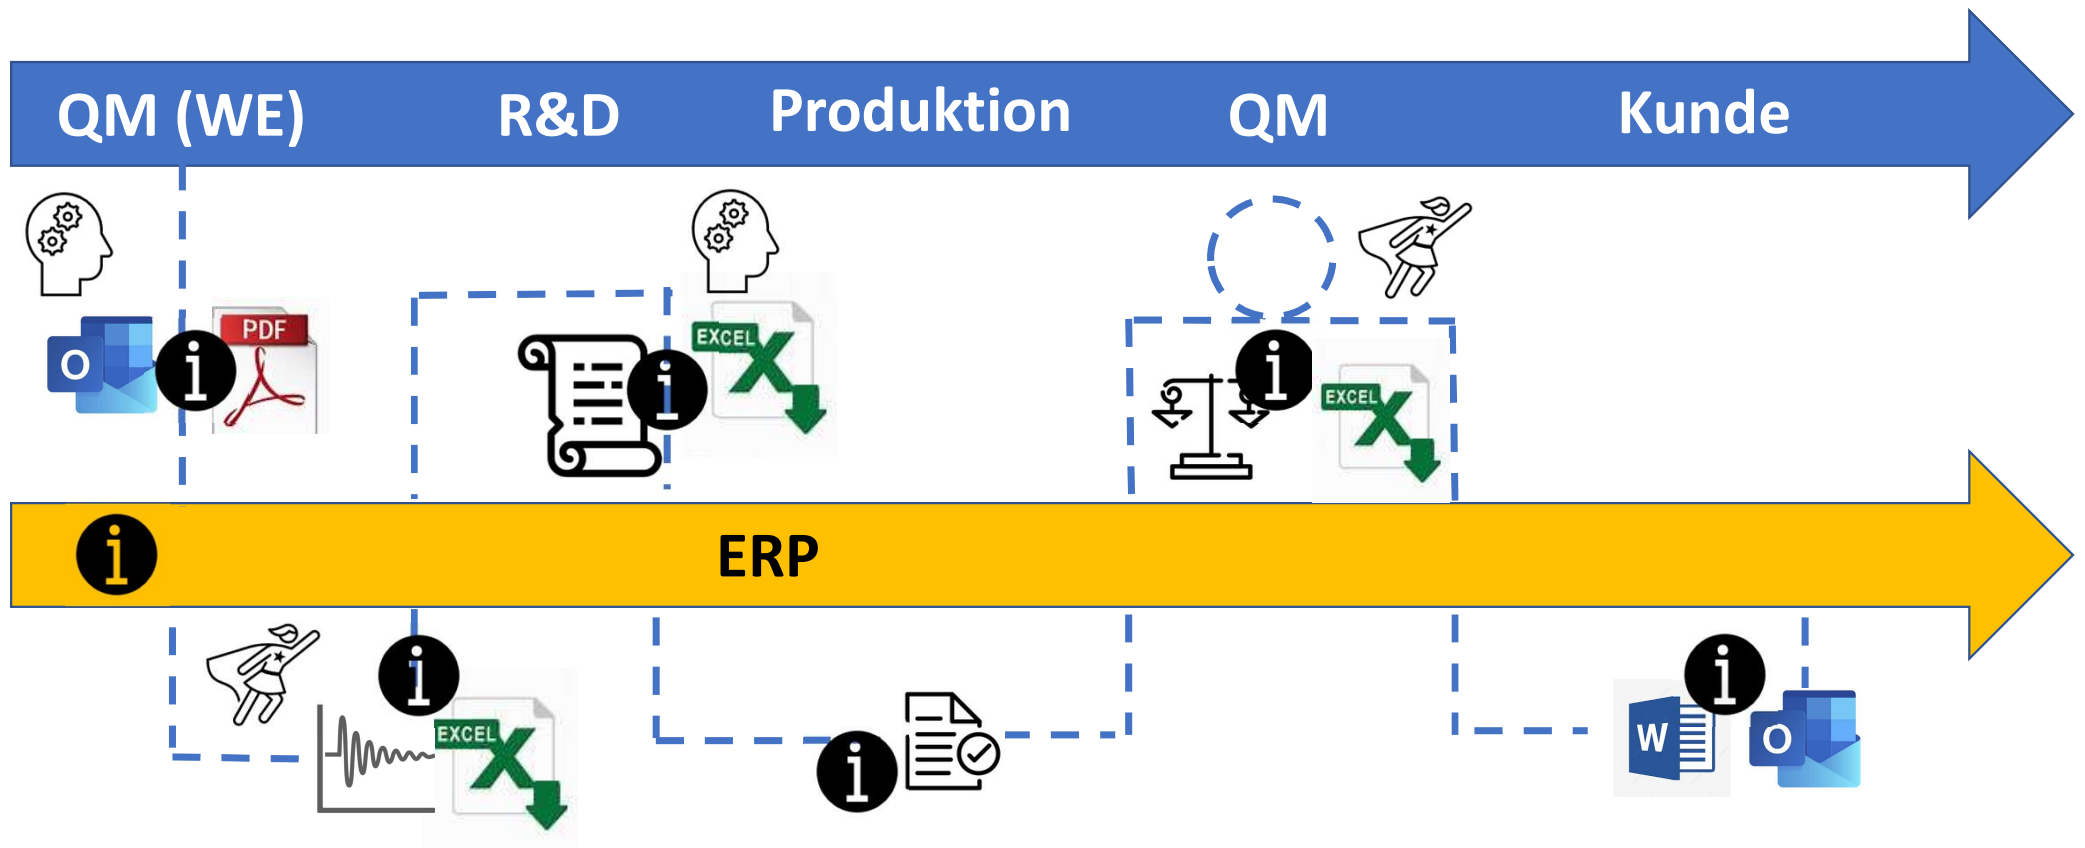 QM (WE)
R&D
Produktion
QM
Kunde
O
i
PDF
i
EXCEL
X
i
EXCEL
X
i
ERP
i
EXCEL
X
i
i
W
O